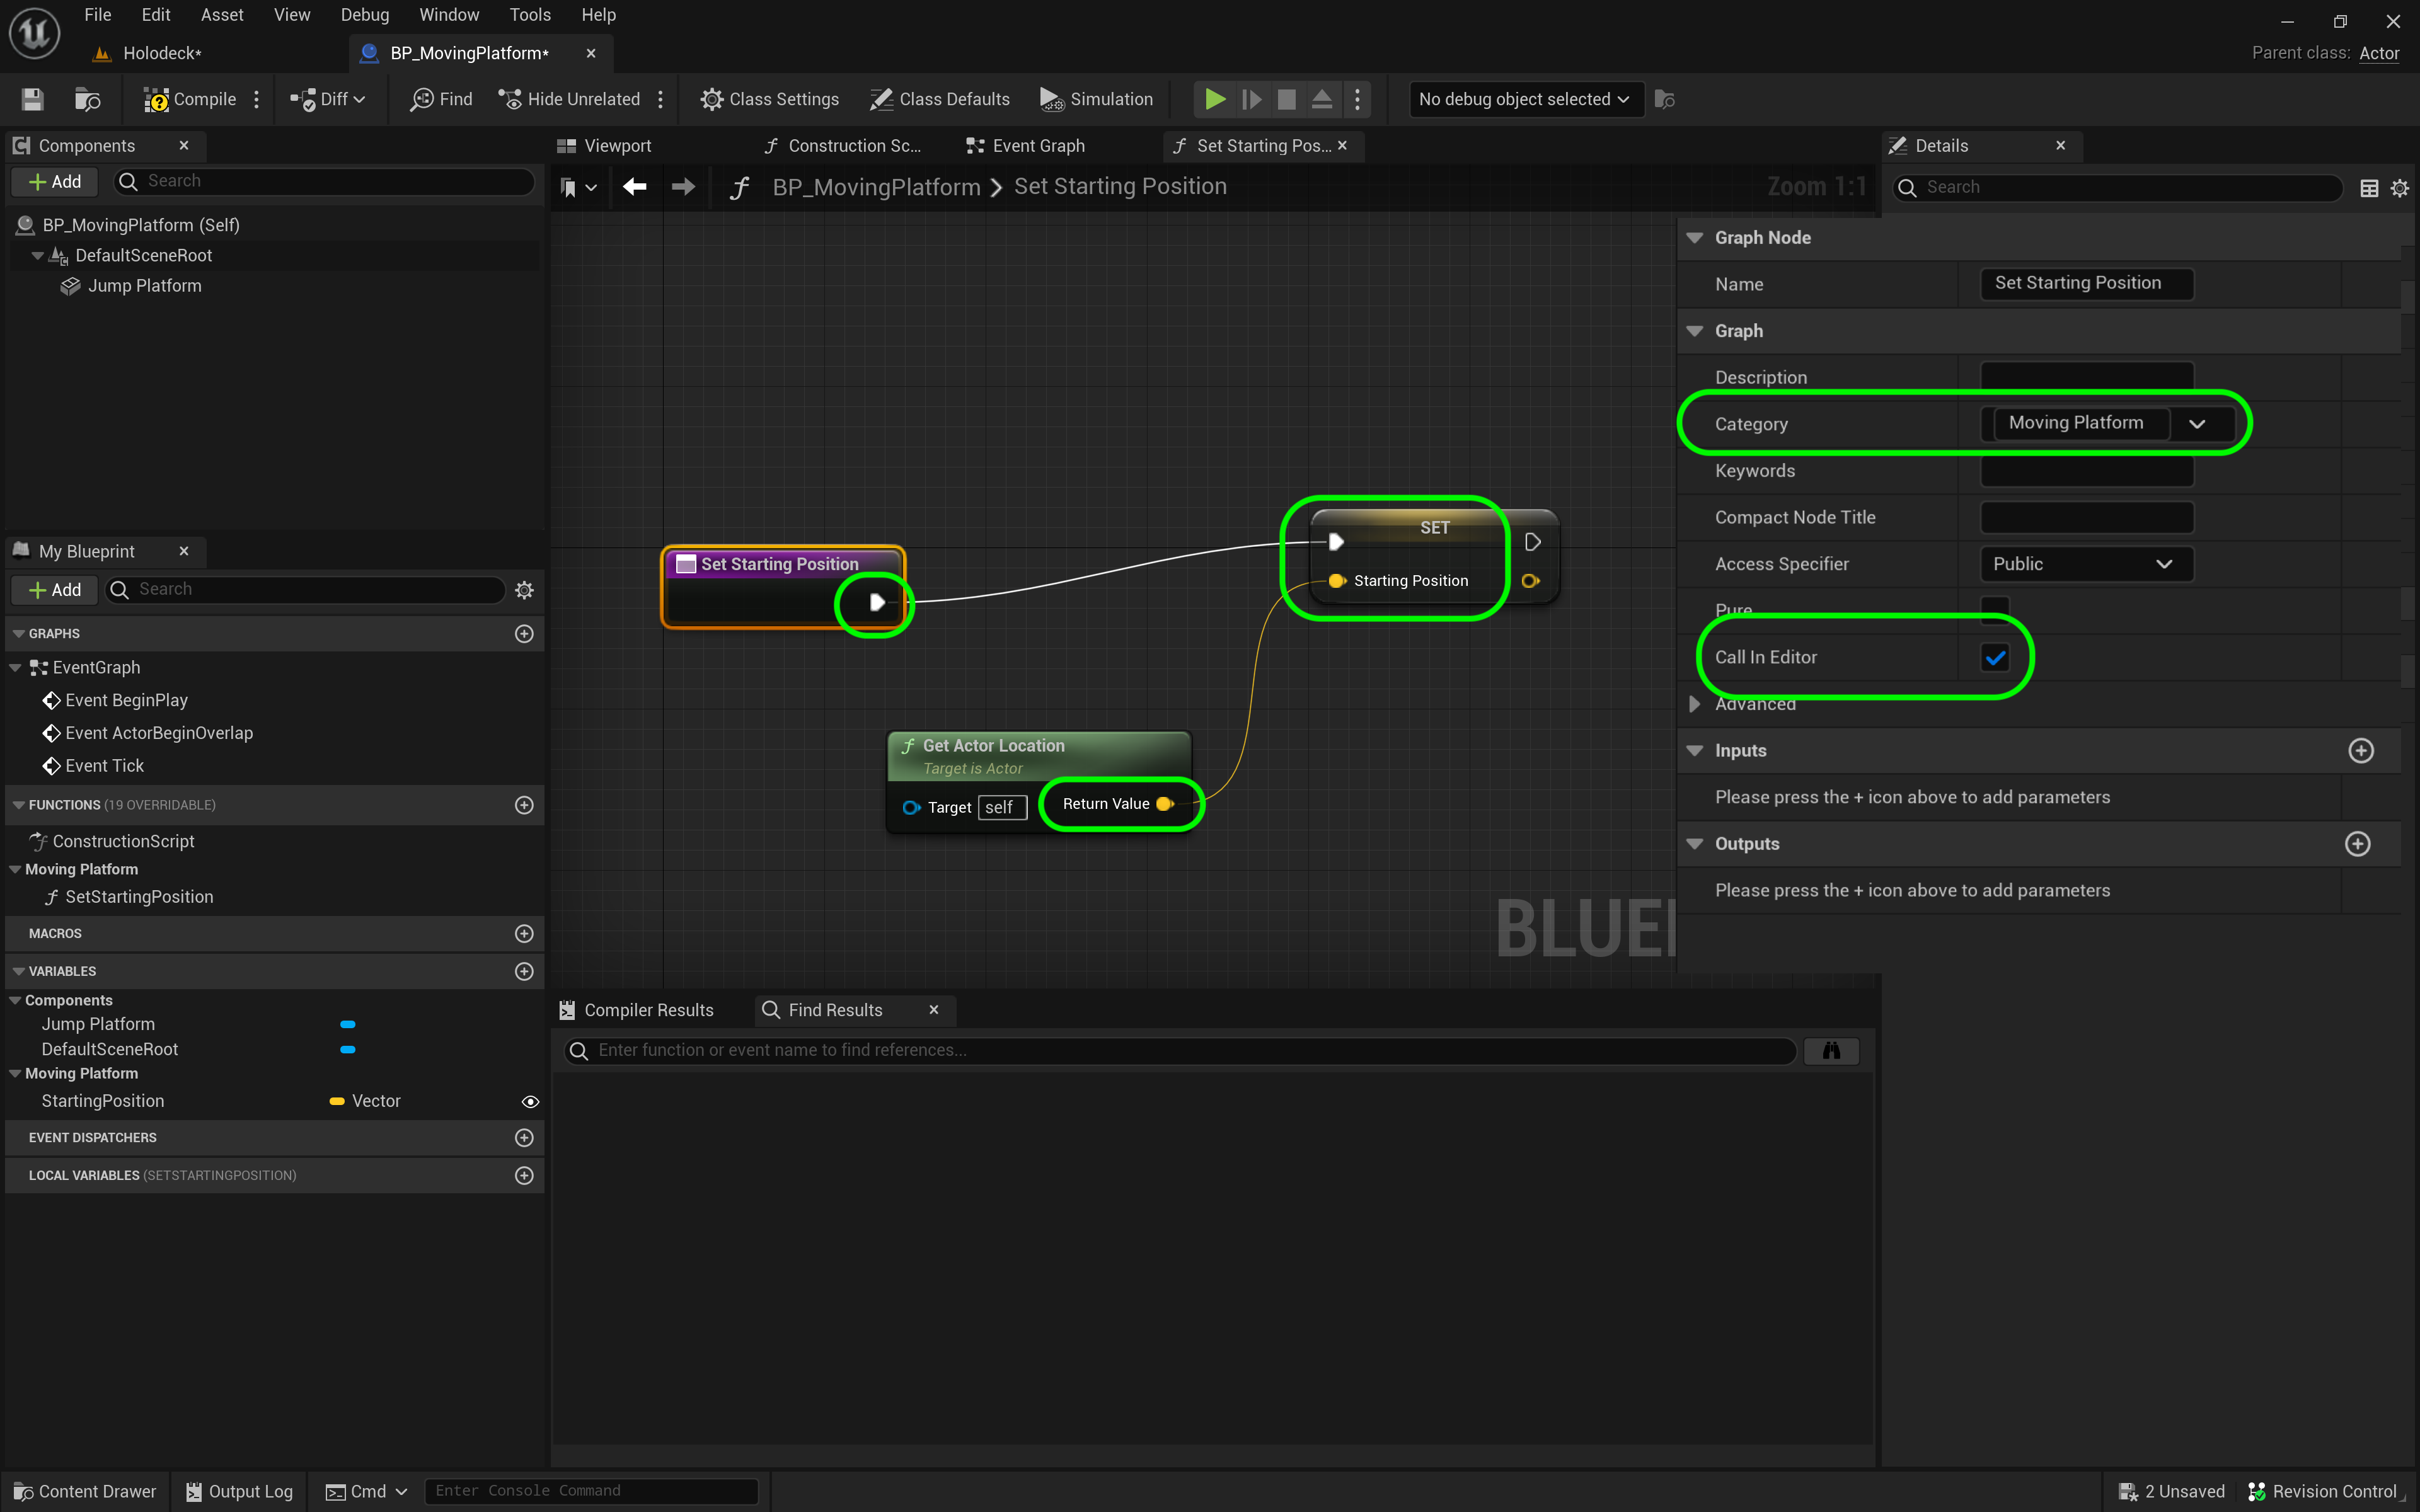 File Edit Asset View Debug Window Tools Help
Holodeck*
BP_MovingPlatform*
Parent class: Actor
Compile
Diff
Find
Hide Unrelated
Class Settings
Class Defaults
Simulation
No debug object selected
Components
Add
Search
BP_MovingPlatform (Self)
DefaultSceneRoot
Jump Platform
My Blueprint
Add
Search
GRAPHS
EventGraph
Event BeginPlay
Event ActorBeginOverlap
Event Tick
FUNCTIONS (19 OVERRIDABLE)
ConstructionScript
Moving Platform
SetStartingPosition
MACROS
VARIABLES
Components
Jump Platform
DefaultSceneRoot
Moving Platform
StartingPosition Vector
EVENT DISPATCHERS
LOCAL VARIABLES (SETSTARTINGPOSITION)
Viewport
Construction Sc...
Event Graph
Set Starting Pos...
BP_MovingPlatform > Set Starting Position
Zoom 1:1
Set Starting Position
SET
Starting Position
Get Actor Location
Target is Actor
Target self
Return Value
Compiler Results
Find Results
Enter function or event name to find references...
Details
Search
Graph Node
Name Set Starting Position
Graph
Description
Category Moving Platform
Keywords
Compact Node Title
Access Specifier Public
Pure
Call In Editor
Advanced
Inputs
Please press the + icon above to add parameters
Outputs
Please press the + icon above to add parameters
Content Drawer
Output Log
Cmd
Enter Console Command
2 Unsaved
Revision Control